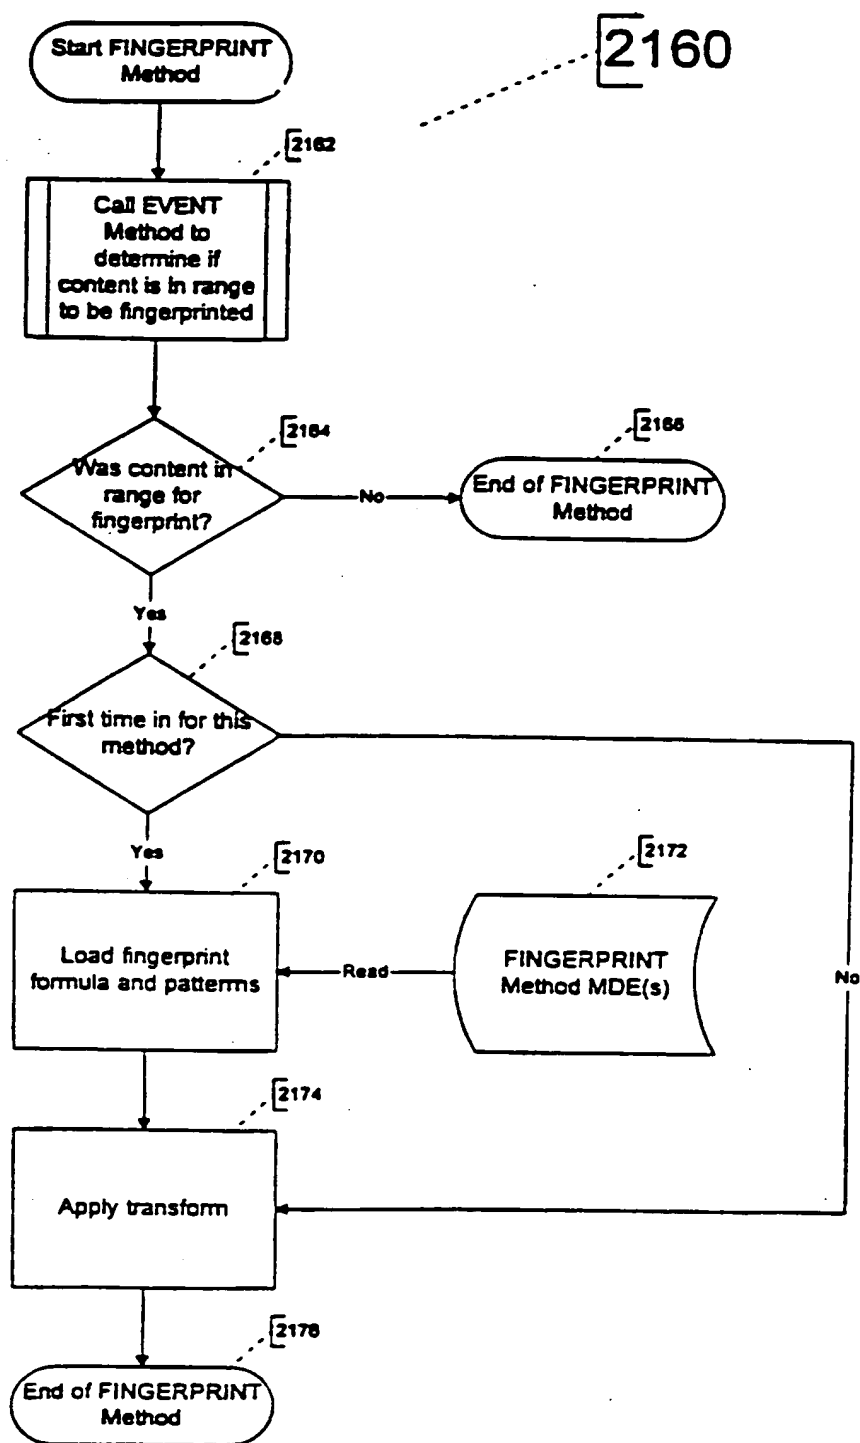 Start FINGERPRINT
Method
2160
2162
Call EVENT
Method to
determine if
content is in range
to be fingerprinted
2164
Was content in
range for
fingerprint?
No
2166
End of FINGERPRINT
Method
Yes
2168
First time in for this
method?
Yes
2170
Load fingerprint
formula and patterns
Read
2172
FINGERPRINT
Method MDE(s)
No
2174
Apply transform
2176
End of FINGERPRINT
Method